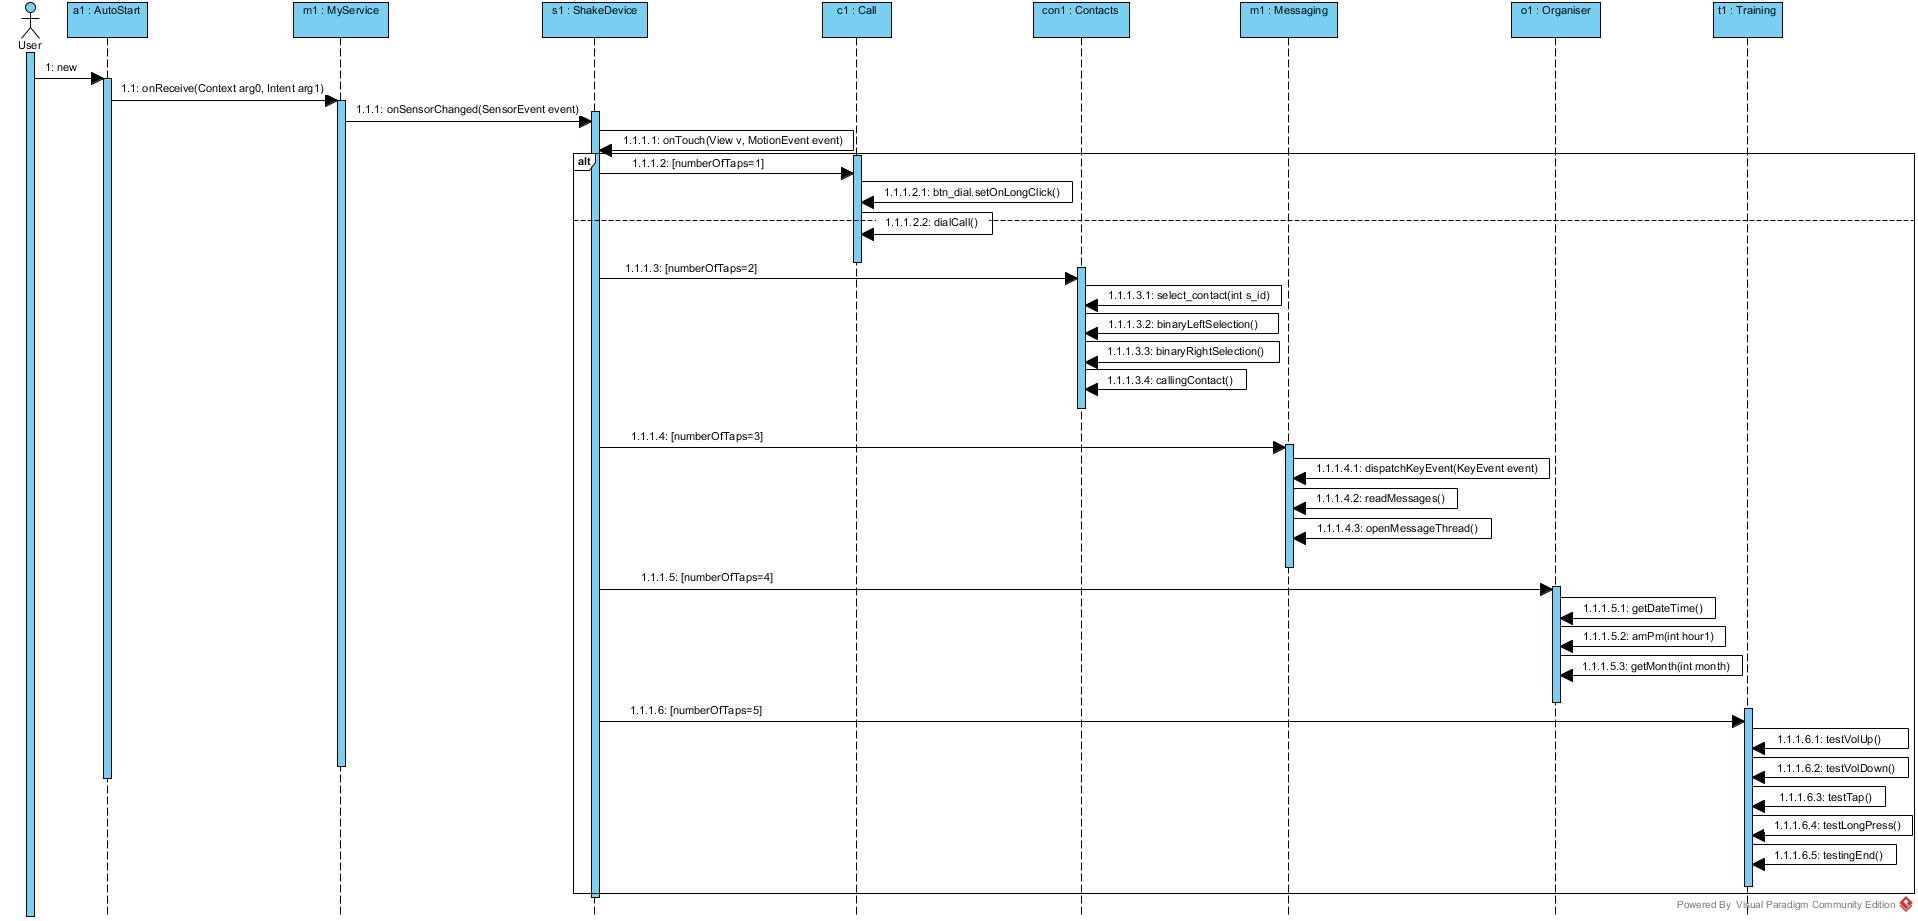 a1 : AutoStart
m1 : MyService
s1 : ShakeDevice
c1 : Call
con1 : Contacts
m1 : Messaging
o1 : Organiser
t1 : Training
User
1: new
1.1: onReceive(Context arg0, Intent arg1)
1.1.1: onSensorChanged(SensorEvent event)
1.1.1.1: onTouch(View v, MotionEvent event)
alt
1.1.1.2: [numberOfTaps=1]
1.1.1.2.1: btn_dial.setOnLongClick()
1.1.1.2.2: dialCall()
1.1.1.3: [numberOfTaps=2]
1.1.1.3.1: select_contact(int s_id)
1.1.1.3.2: binaryLeftSelection()
1.1.1.3.3: binaryRightSelection()
1.1.1.3.4: callingContact()
1.1.1.4: [numberOfTaps=3]
1.1.1.4.1: dispatchKeyEvent(KeyEvent event)
1.1.1.4.2: readMessages()
1.1.1.4.3: openMessageThread()
1.1.1.5: [numberOfTaps=4]
1.1.1.5.1: getDateTime()
1.1.1.5.2: amPm(int hour1)
1.1.1.5.3: getMonth(int month)
1.1.1.6: [numberOfTaps=5]
1.1.1.6.1: testVolUp()
1.1.1.6.2: testVolDown()
1.1.1.6.3: testTap()
1.1.1.6.4: testLongPress()
1.1.1.6.5: testingEnd()
Powered By Visual Paradigm Community Edition